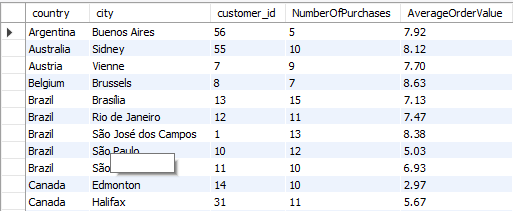 country city customer_id NumberOfPurchases AverageOrderValue
Argentina Buenos Aires 56 5 7.92
Australia Sidney 55 10 8.12
Austria Vienne 7 9 7.70
Belgium Brussels 8 7 8.63
Brazil Brasília 13 15 7.13
Brazil Rio de Janeiro 12 11 7.47
Brazil São José dos Campos 1 13 8.38
Brazil São Paulo 10 12 5.03
Brazil São 11 10 6.93
Canada Edmonton 14 10 2.97
Canada Halifax 31 11 5.67